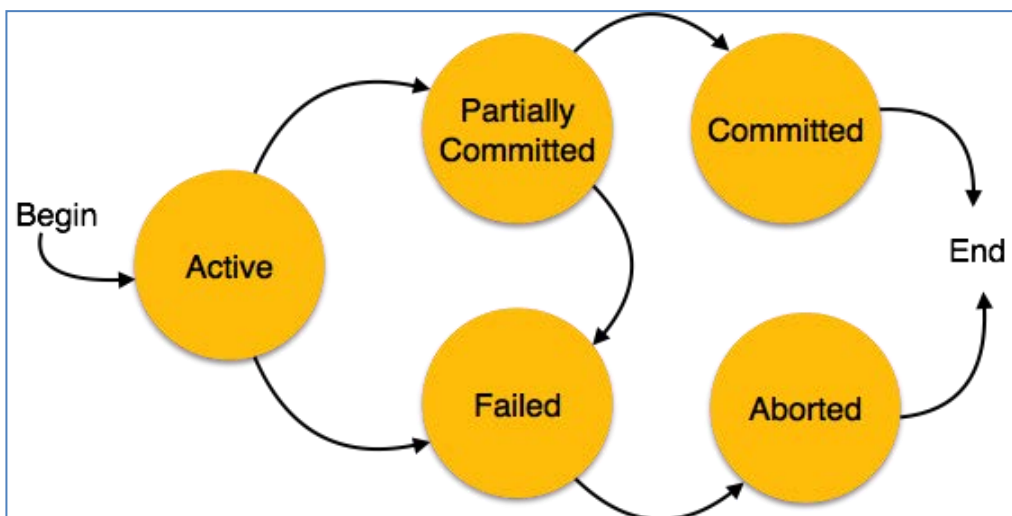 Begin
Active
Partially
Committed
Committed
End
Failed
Aborted